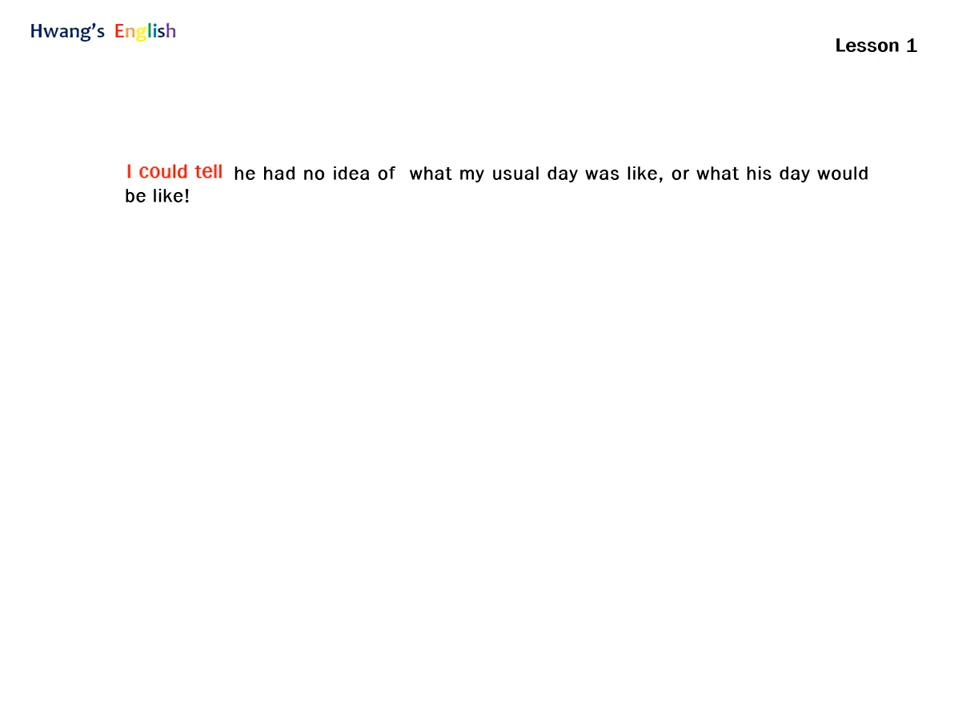 Hwang's English
Lesson 1
I could tell he had no idea of what my usual day was like, or what his day would
be like!